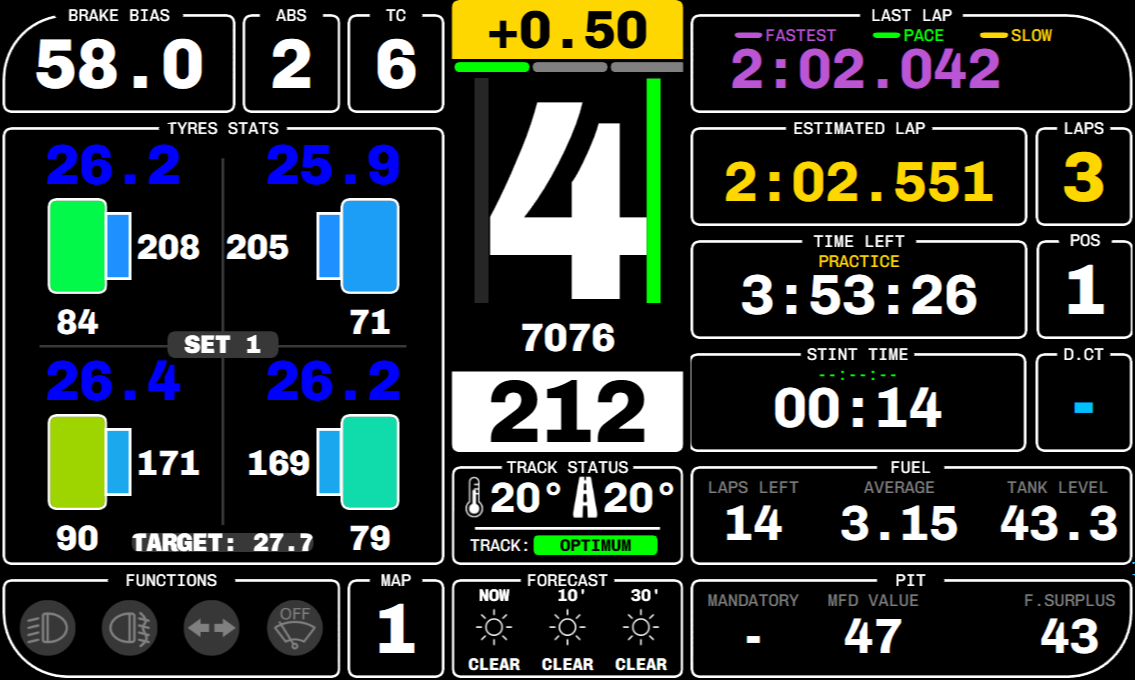 BRAKE BIAS
58.0
ABS
2
TC
6
+0.50
LAST LAP
FASTEST PACE SLOW
2:02.042
TYRES STATS
26.2 25.9
208 205
84 71
SET 1
26.4 26.2
171 169
90 TARGET: 27.7 79
4
7076
212
ESTIMATED LAP
2:02.551
LAPS
3
TIME LEFT
PRACTICE
3:53:26
POS
1
STINT TIME
--:--:--
00:14
D.CT
-
TRACK STATUS
20° 20°
TRACK: OPTIMUM
FUEL
LAPS LEFT AVERAGE TANK LEVEL
14 3.15 43.3
FUNCTIONS
OFF
MAP
1
FORECAST
NOW 10' 30'
CLEAR CLEAR CLEAR
PIT
MANDATORY MFD VALUE F.SURPLUS
- 47 43